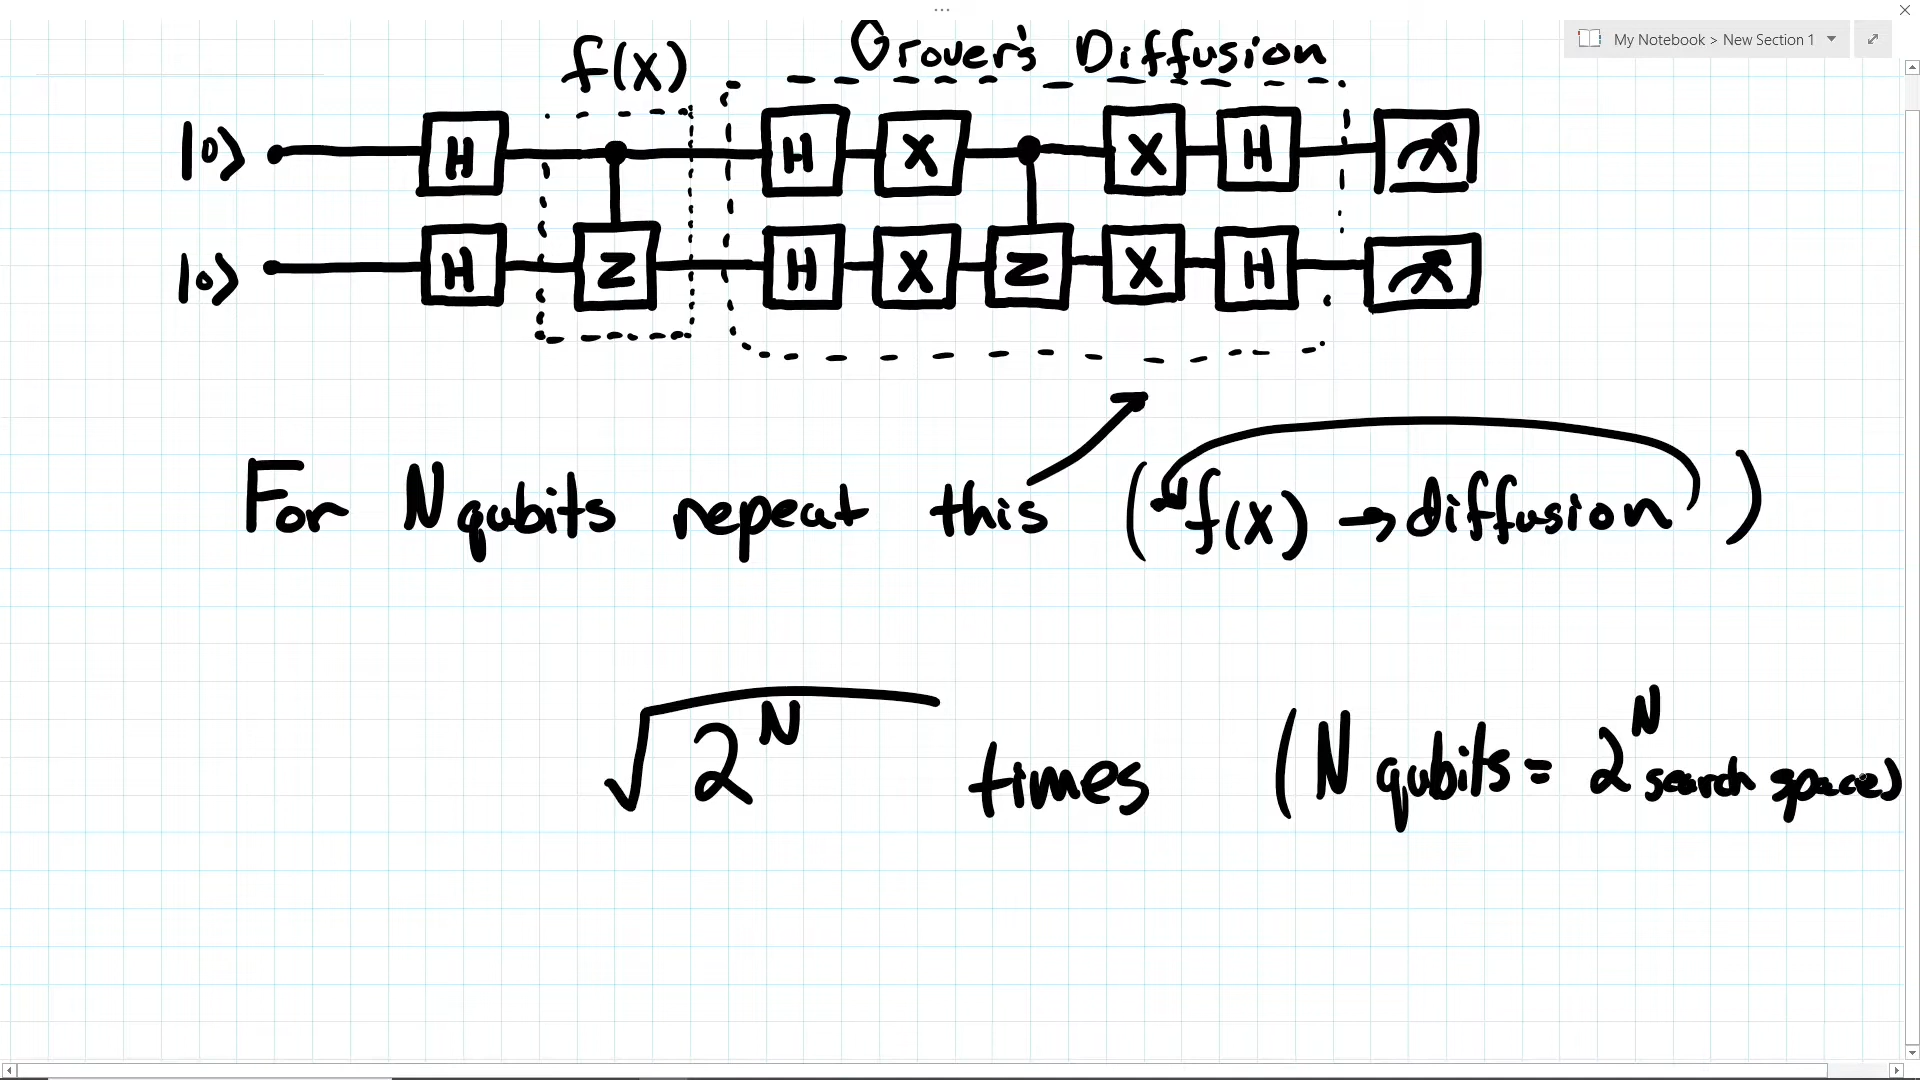 My Notebook > New Section 1
f(x) Grover's Diffusion
|0⟩ H H X X H
|0⟩ H Z H X Z X H
For N qubits repeat this (f(x) → diffusion)
√2^N times (N qubits = 2^N search spaces)